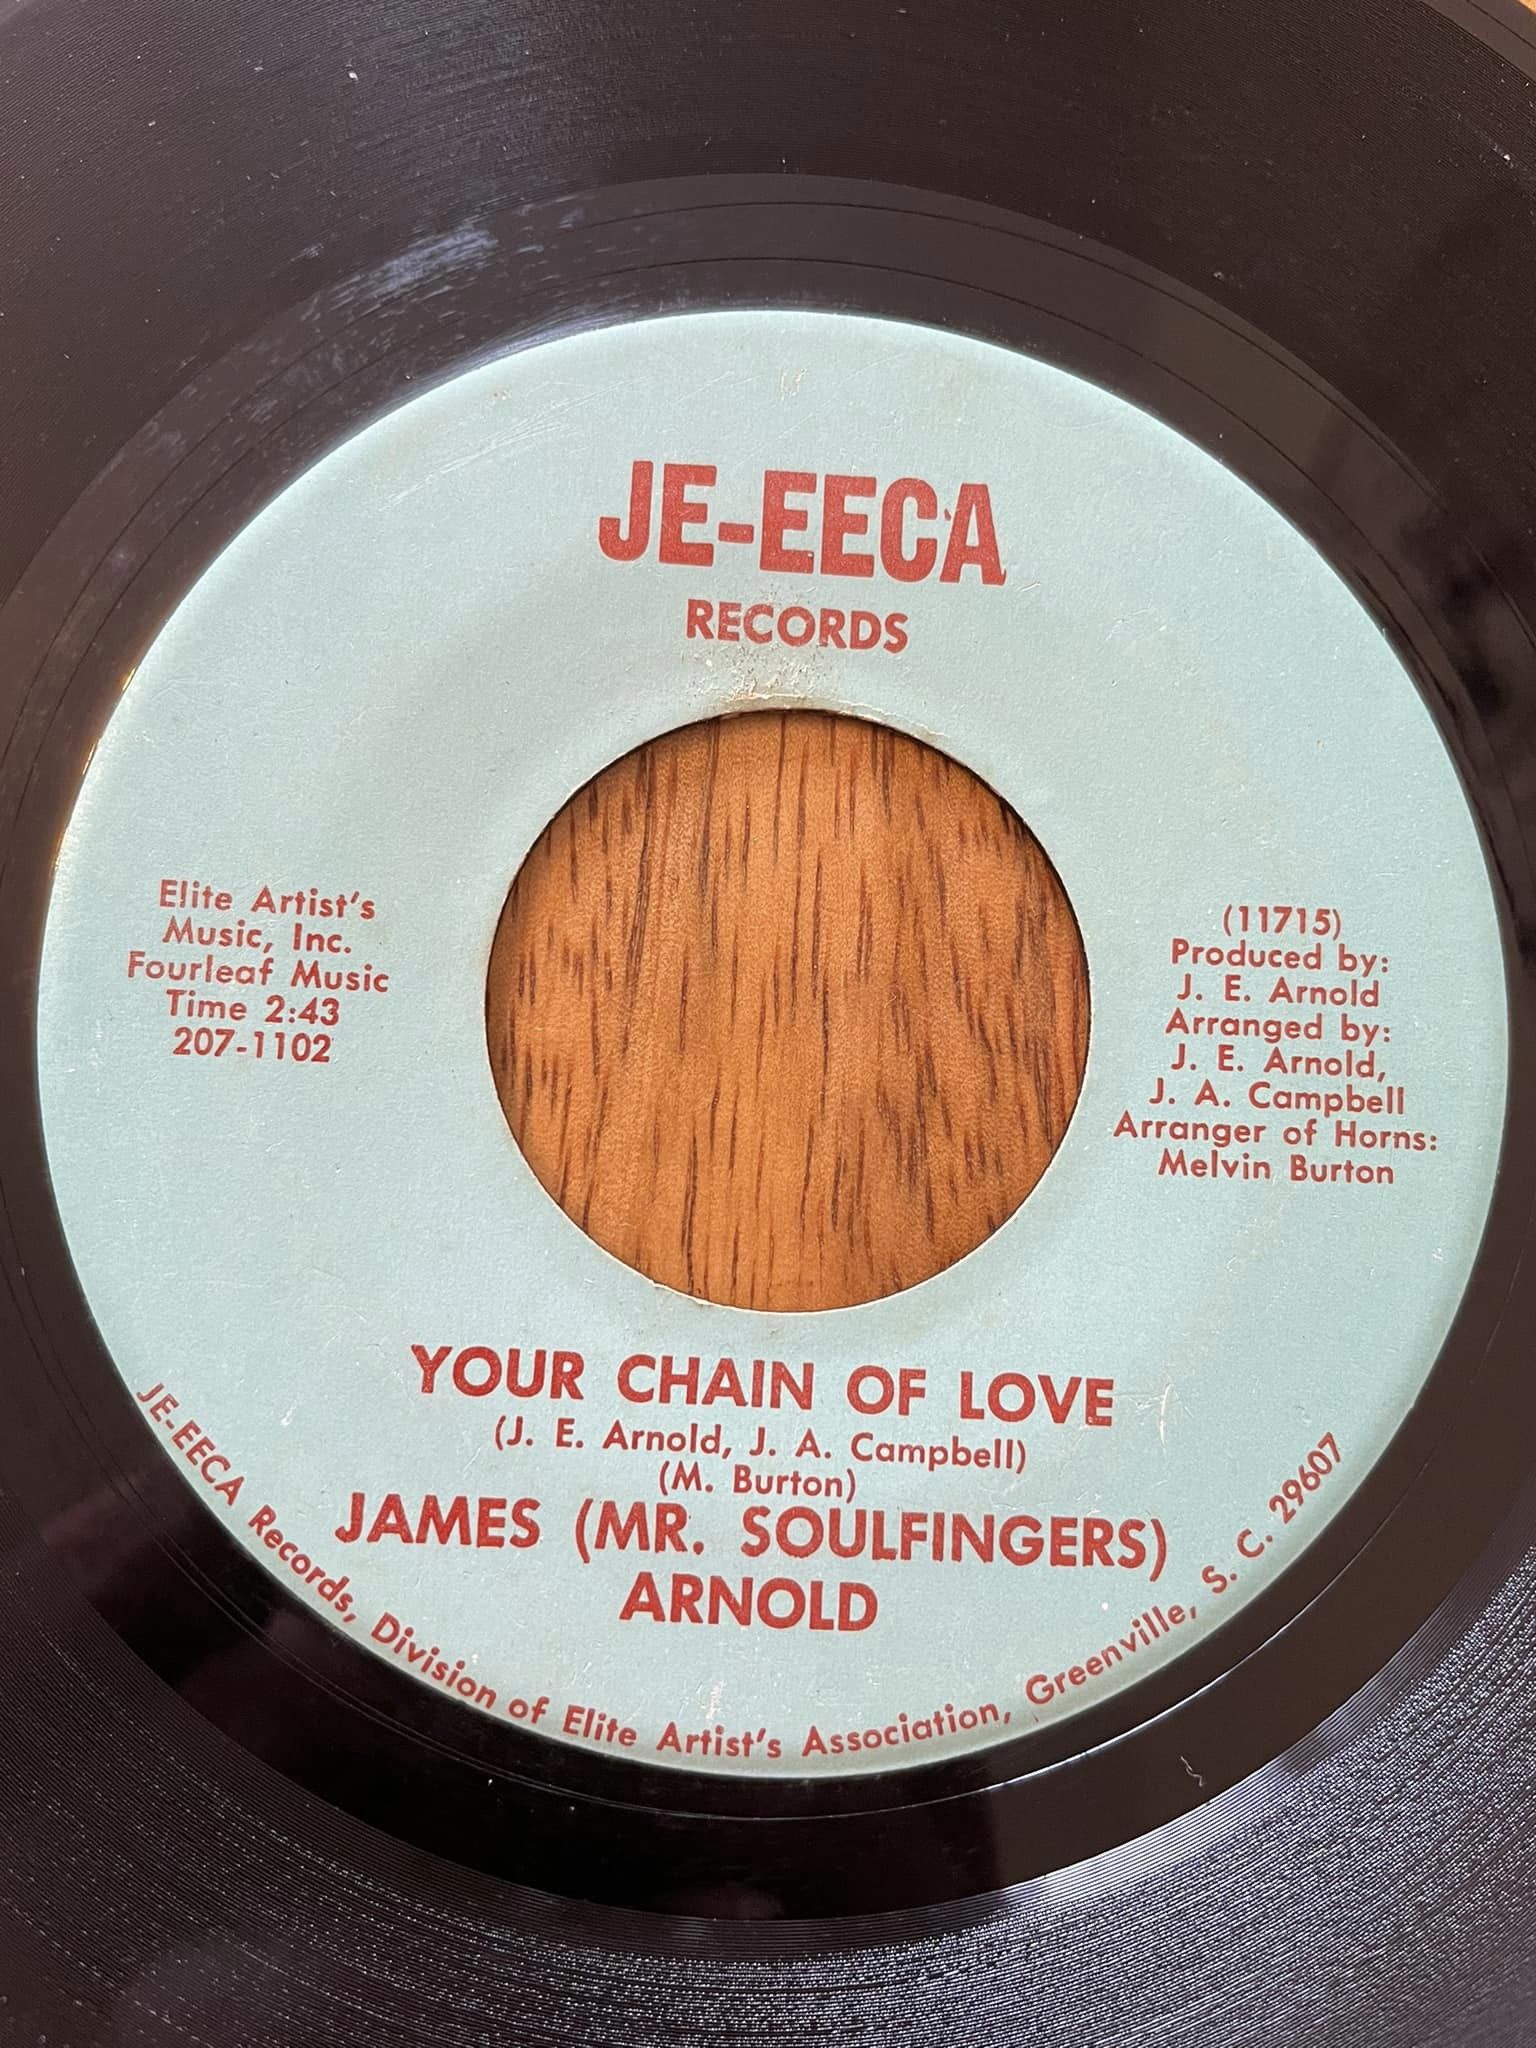 JE-EECA
RECORDS
Elite Artist's
Music, Inc.
Fourleaf Music
Time 2:43
207-1102
(11715)
Produced by:
J. E. Arnold
Arranged by:
J. E. Arnold,
J. A. Campbell
Arranger of Horns:
Melvin Burton
YOUR CHAIN OF LOVE
(J. E. Arnold, J. A. Campbell)
(M. Burton)
JAMES (MR. SOULFINGERS)
ARNOLD
JE-EECA Records, Division of Elite Artist's Association, Greenville, S. C. 29607